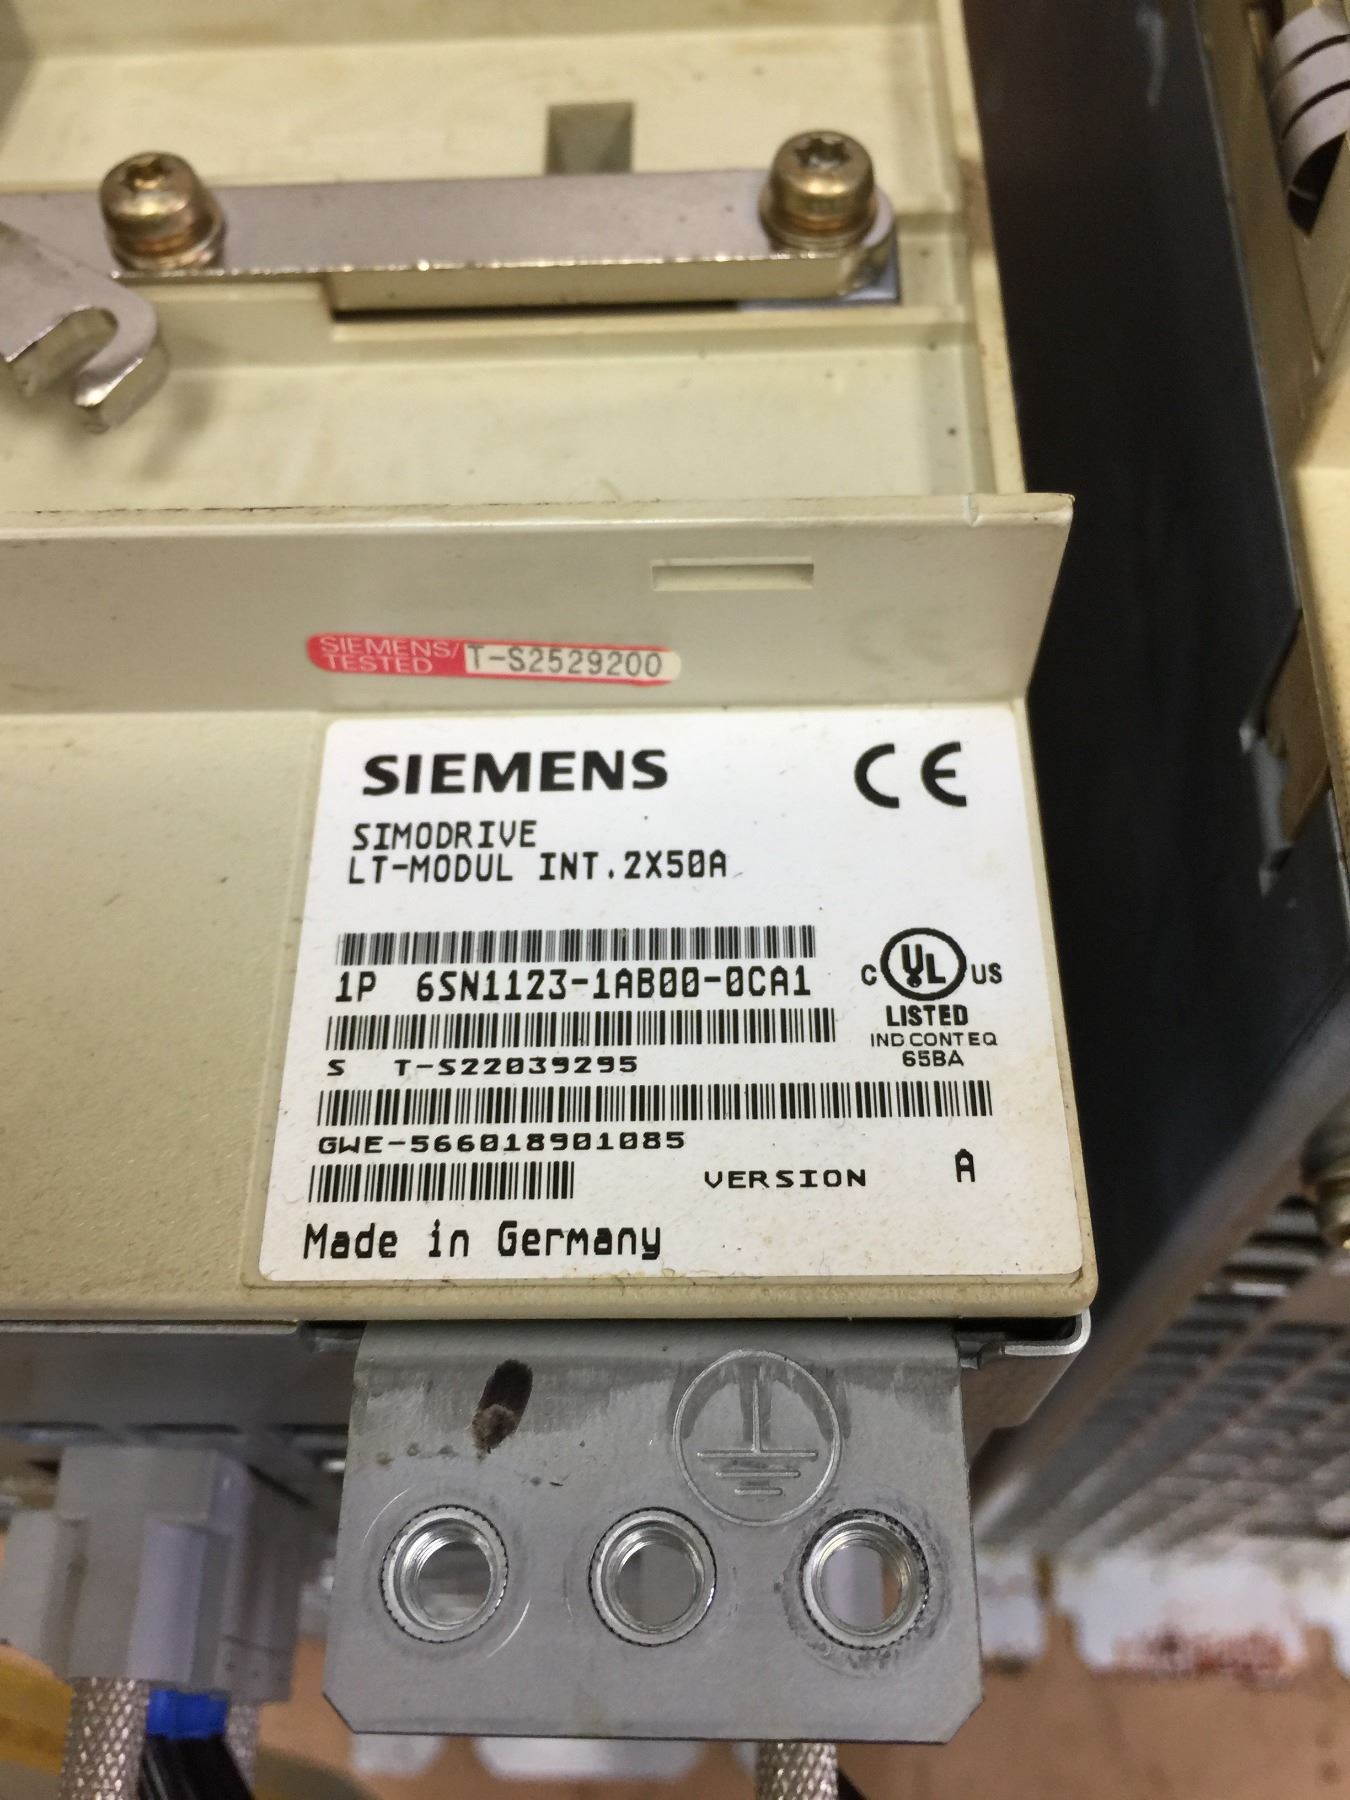 SIEMENS/ T-S2529200
TESTED
SIEMENS CE
SIMODRIVE
LT-MODUL INT.2X50A
1P 6SN1123-1AB00-0CA1
C UL US
LISTED
IND CONT EQ
65BA
S T-S22039295
GWE-566018901085
VERSION A
Made in Germany